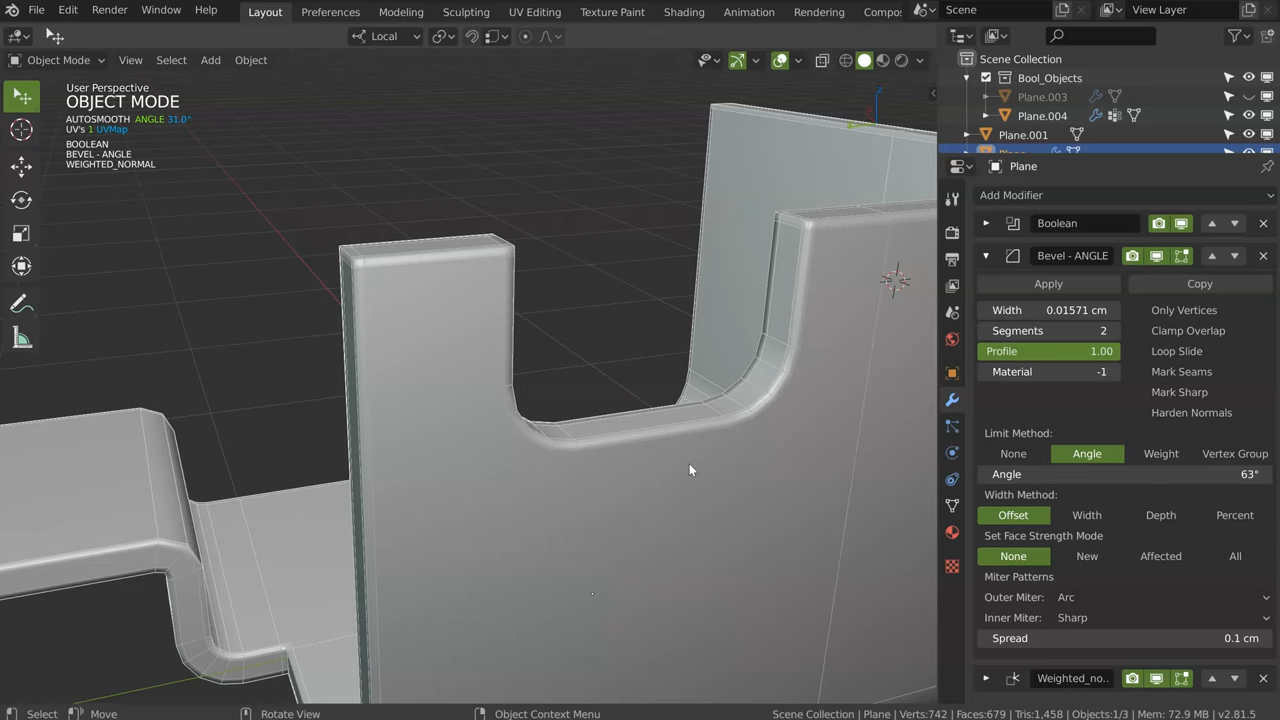 File Edit Render Window Help Layout Preferences Modeling Sculpting UV Editing Texture Paint Shading Animation Rendering Compos Scene View Layer
Local
Object Mode View Select Add Object
User Perspective
OBJECT MODE
AUTOSMOOTH ANGLE 31.0°
UV's 1 UVMap
BOOLEAN
BEVEL - ANGLE
WEIGHTED_NORMAL
Z
Scene Collection
Bool_Objects
Plane.003
Plane.004
Plane.001
Plane
Add Modifier
Boolean
Bevel - ANGLE
Apply Copy
Width 0.01571 cm Only Vertices
Segments 2 Clamp Overlap
Profile 1.00 Loop Slide
Material -1 Mark Seams
Mark Sharp
Harden Normals
Limit Method:
None Angle Weight Vertex Group
Angle 63°
Width Method:
Offset Width Depth Percent
Set Face Strength Mode
None New Affected All
Miter Patterns
Outer Miter: Arc
Inner Miter: Sharp
Spread 0.1 cm
Weighted_no..
Select Move Rotate View Object Context Menu Scene Collection | Plane | Verts:742 | Faces:679 | Tris:1,458 | Objects:1/3 | Mem: 72.9 MB | v2.81.5